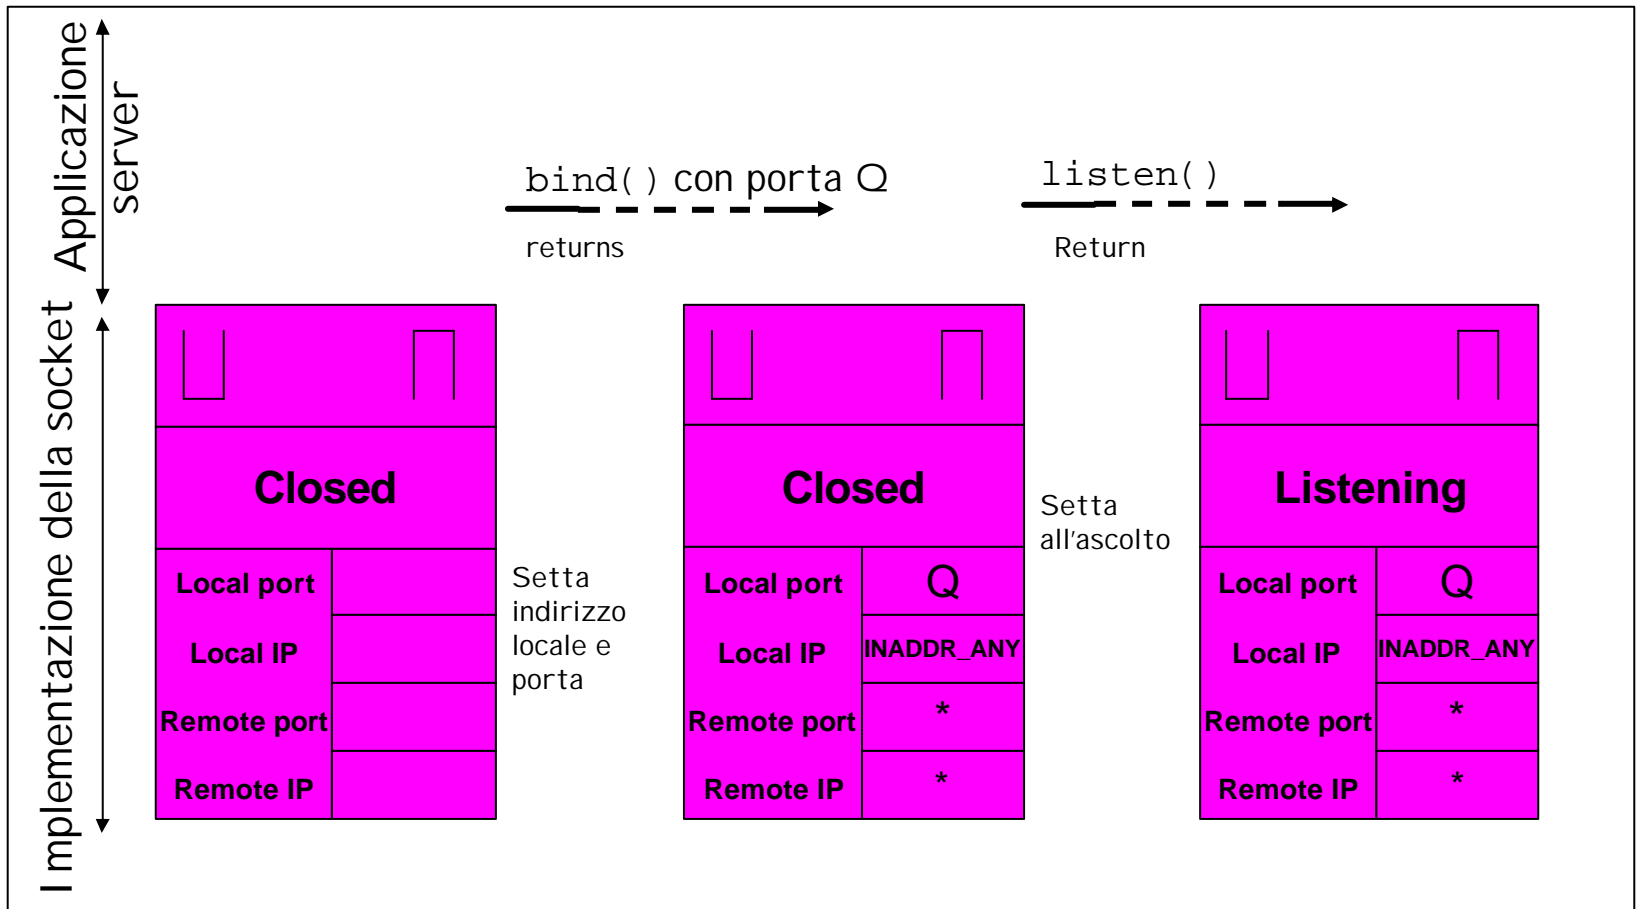 Applicazione
server
Implementazione della socket
bind() con porta Q
returns
listen()
Return
Closed
Local port
Local IP
Remote port
Remote IP
Setta
indirizzo
locale e
porta
Closed
Local port Q
Local IP INADDR_ANY
Remote port *
Remote IP *
Setta
all'ascolto
Listening
Local port Q
Local IP INADDR_ANY
Remote port *
Remote IP *